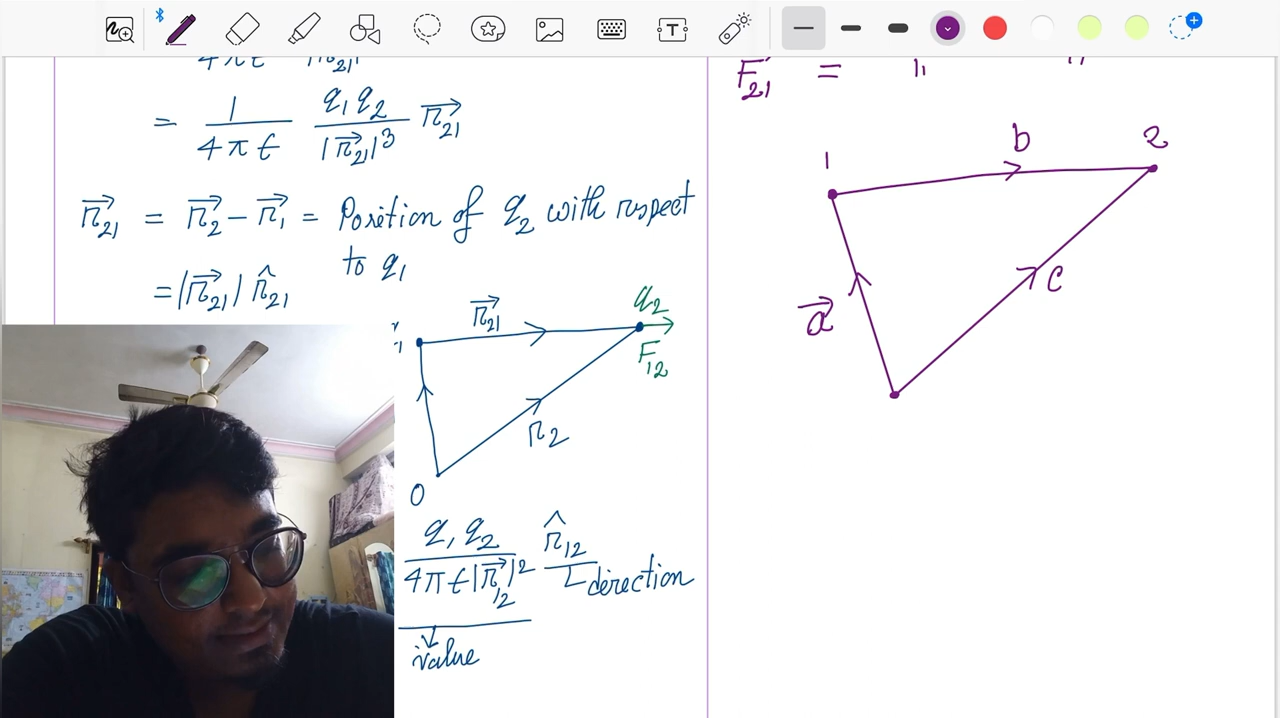 = 1/4πε q₁q₂/|r⃗₂₁|³ r⃗₂₁
r⃗₂₁ = r⃗₂ – r⃗₁ = Position of q₂ with respect
to q₁
= |r⃗₂₁| r̂₂₁
r⃗₂₁
q₂
F₁₂
r₂
O
q₁q₂/4πε|r⃗₁₂|² r̂₁₂
direction
value
F⃗₂₁ =
1
b
2
a⃗
c